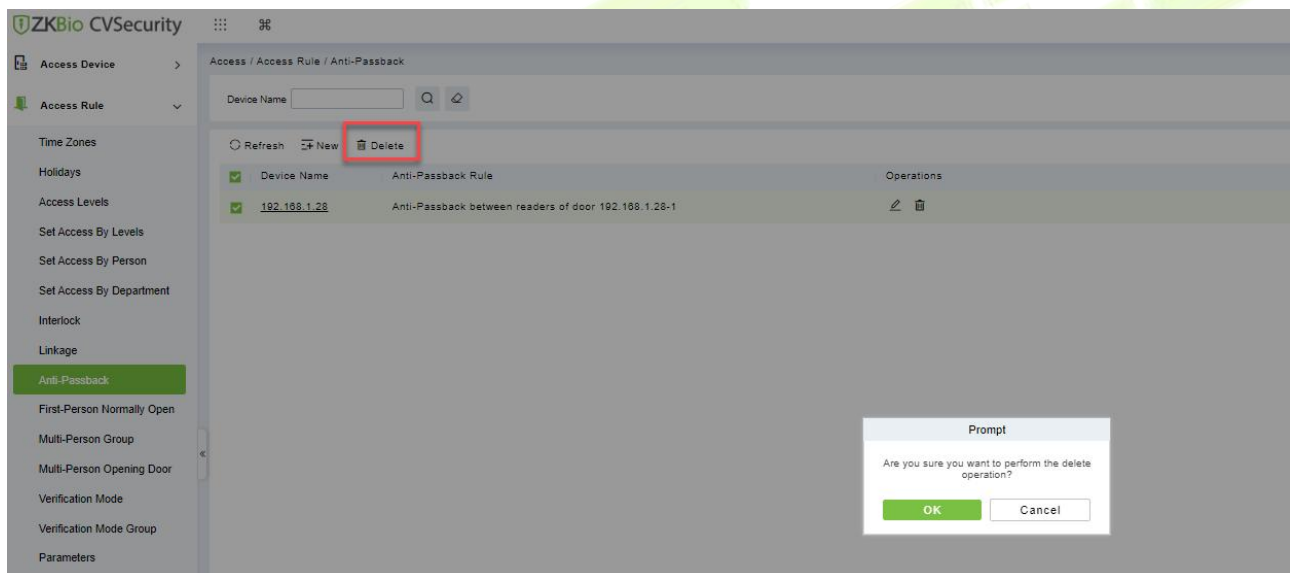 ZKBio CVSecurity
Access Device
Access Rule
Time Zones
Holidays
Access Levels
Set Access By Levels
Set Access By Person
Set Access By Department
Interlock
Linkage
Anti-Passback
First-Person Normally Open
Multi-Person Group
Multi-Person Opening Door
Verification Mode
Verification Mode Group
Parameters
Access / Access Rule / Anti-Passback
Device Name
Refresh New Delete
Device Name Anti-Passback Rule Operations
192.168.1.28 Anti-Passback between readers of door 192.168.1.28-1
Prompt
Are you sure you want to perform the delete
operation?
OK Cancel